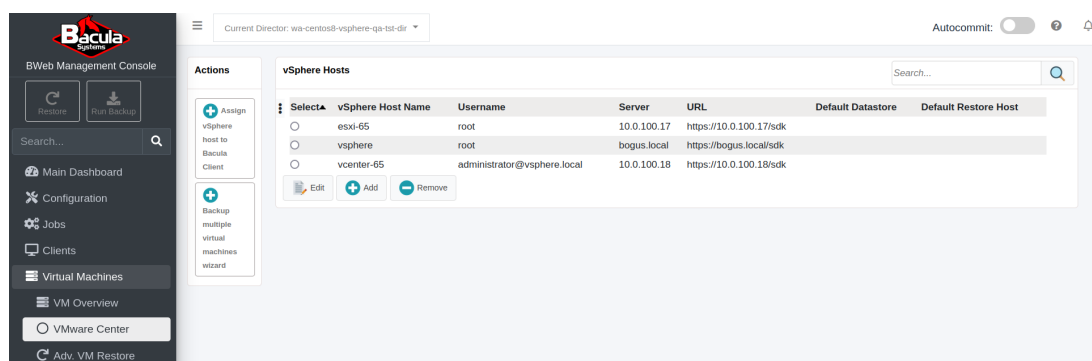 Bacula
Systems
BWeb Management Console
Restore
Run Backup
Search...
Main Dashboard
Configuration
Jobs
Clients
Virtual Machines
VM Overview
VMware Center
Adv. VM Restore
Current Director: wa-centos8-vsphere-qa-tst-dir
Autocommit:
Actions
Assign
vSphere
host to
Bacula
Client
Backup
multiple
virtual
machines
wizard
vSphere Hosts
Search...
Select vSphere Host Name Username Server URL Default Datastore Default Restore Host
esxi-65 root 10.0.100.17 https://10.0.100.17/sdk
vsphere root bogus.local https://bogus.local/sdk
vcenter-65 administrator@vsphere.local 10.0.100.18 https://10.0.100.18/sdk
Edit Add Remove